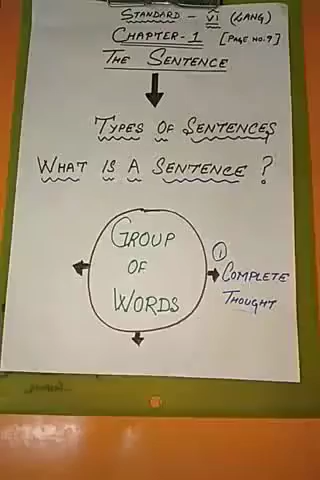 STANDARD - VI (LANG)
CHAPTER-1 [PAGE NO.9]
THE SENTENCE
TYPES OF SENTENCES
WHAT IS A SENTENCE?
GROUP
OF
WORDS
① COMPLETE
THOUGHT